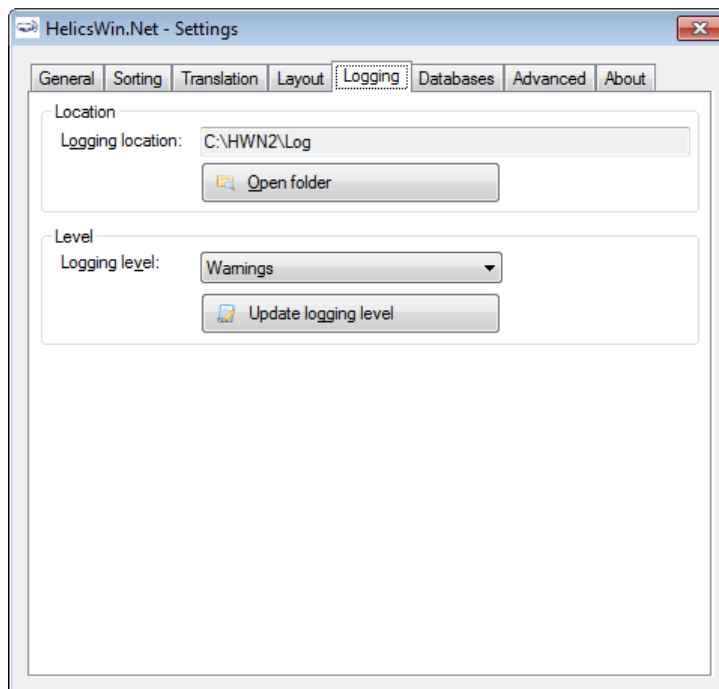 HelicsWin.Net - Settings
General Sorting Translation Layout Logging Databases Advanced About
Location
Logging location: C:\HWN2\Log
Open folder
Level
Logging level: Warnings
Update logging level